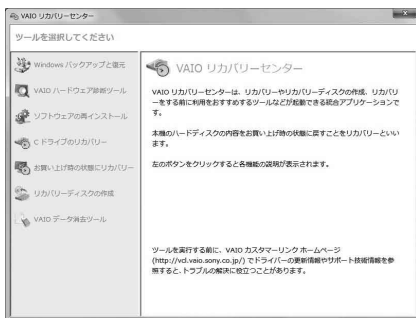 VAIO リカバリーセンター
ツールを選択してください
Windows バックアップと復元
VAIO ハードウェア診断ツール
ソフトウェアの再インストール
C ドライブのリカバリー
お買い上げ時の状態にリカバリー
リカバリーディスクの作成
VAIO データ消去ツール
VAIO リカバリーセンター
VAIO リカバリーセンターは、リカバリーやリカバリーディスクの作成、リカバリ
ーをする前に利用をおすすめするツールなどが起動できる統合アプリケーションで
す。
本機のハードディスクの内容をお買い上げ時の状態に戻すことをリカバリーといい
ます。
左のボタンをクリックすると各機能の説明が表示されます。
ツールを実行する前に、VAIO カスタマーリンク ホームページ
(http://vcl.vaio.sony.co.jp/) でドライバーの更新情報やサポート技術情報を参
照すると、トラブルの解決に役立つことがあります。